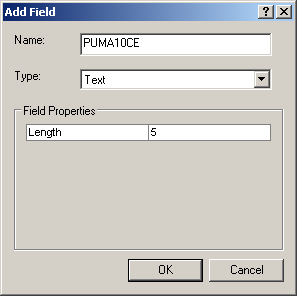 Add Field
Name: PUMA10CE
Type: Text
Field Properties
Length 5
OK Cancel